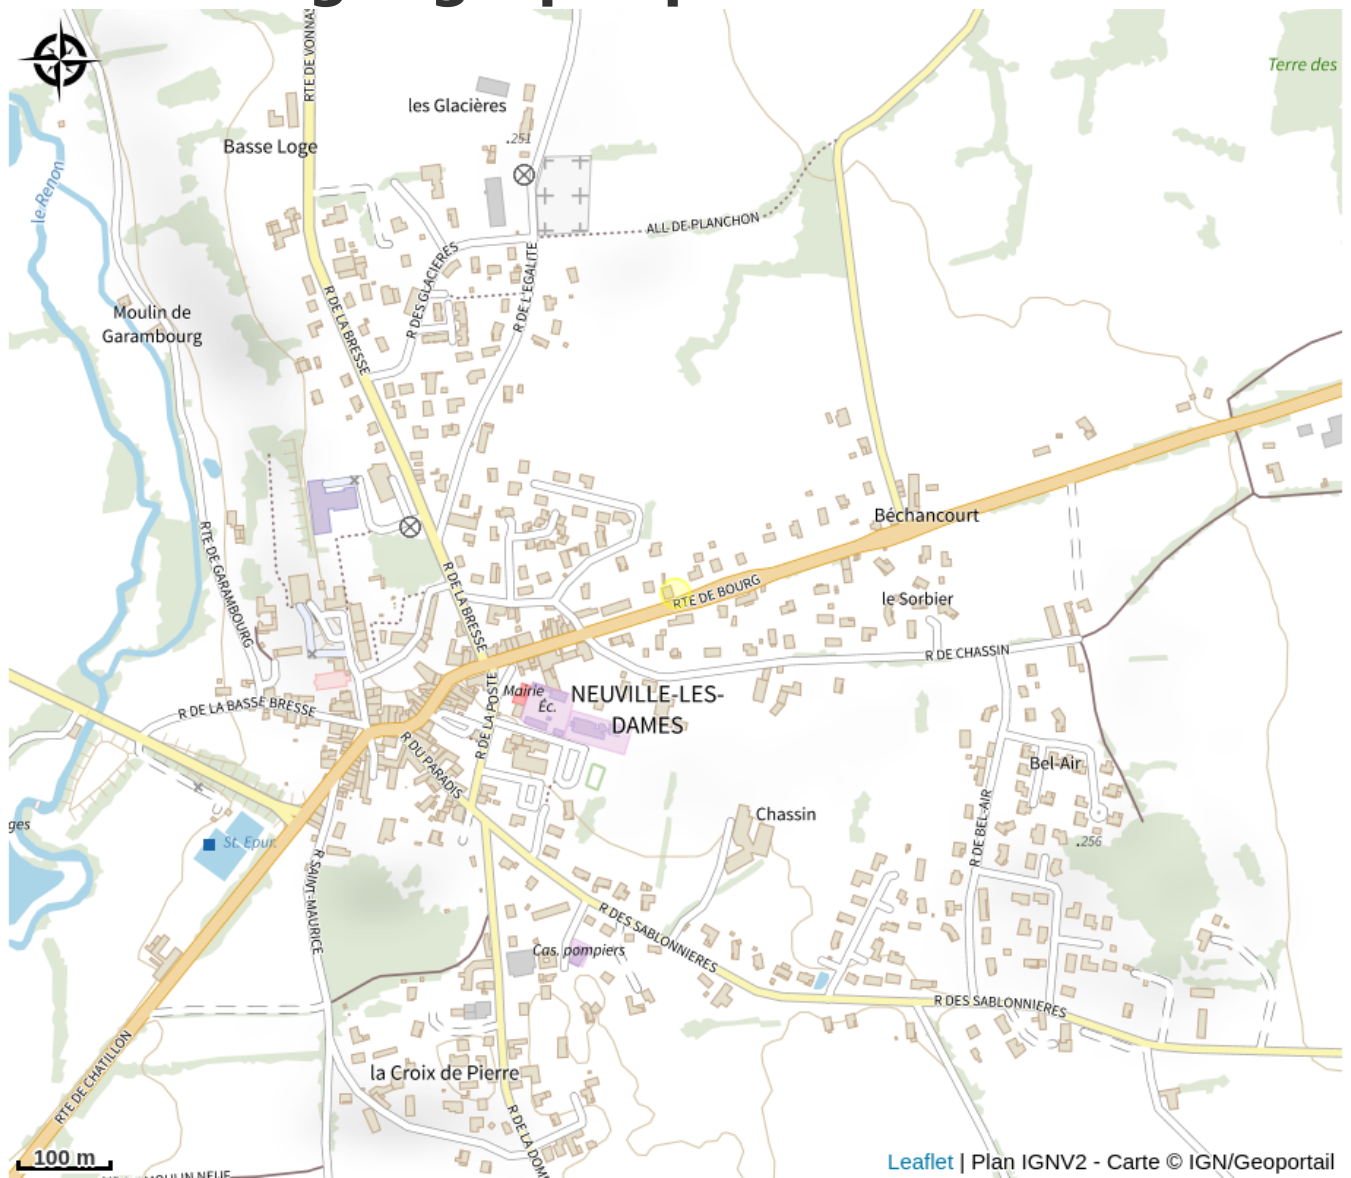 Terre des
RTE DE VONNAS
les Glacières
.251
Basse Loge
le Renon
ALL DE PLANCHON
R DES GLACIERES
R DE L'EGALITE
Moulin de
Garambourg
R DE LA BRESSE
Béchancourt
RTE DE GARAMBOURG
R DE LA BRESSE
RTE DE BOURG
le Sorbier
R DE CHASSIN
Mairie
Éc.
NEUVILLE-LES-
DAMES
R DE LA BASSE BRESSE
R DE LA POSTE
R DU PARADIS
Bel-Air
R DE BEL-AIR
Chassin
ges
St. Epur.
.256
R SAINT-MAURICE
R DES SABLONNIERES
Cas. pompiers
R DES SABLONNIERES
RTE DE CHATILLON
la Croix de Pierre
R DE LA DOM
100 m
MOULIN NEUF
Leaflet | Plan IGNV2 - Carte © IGN/Geoportail